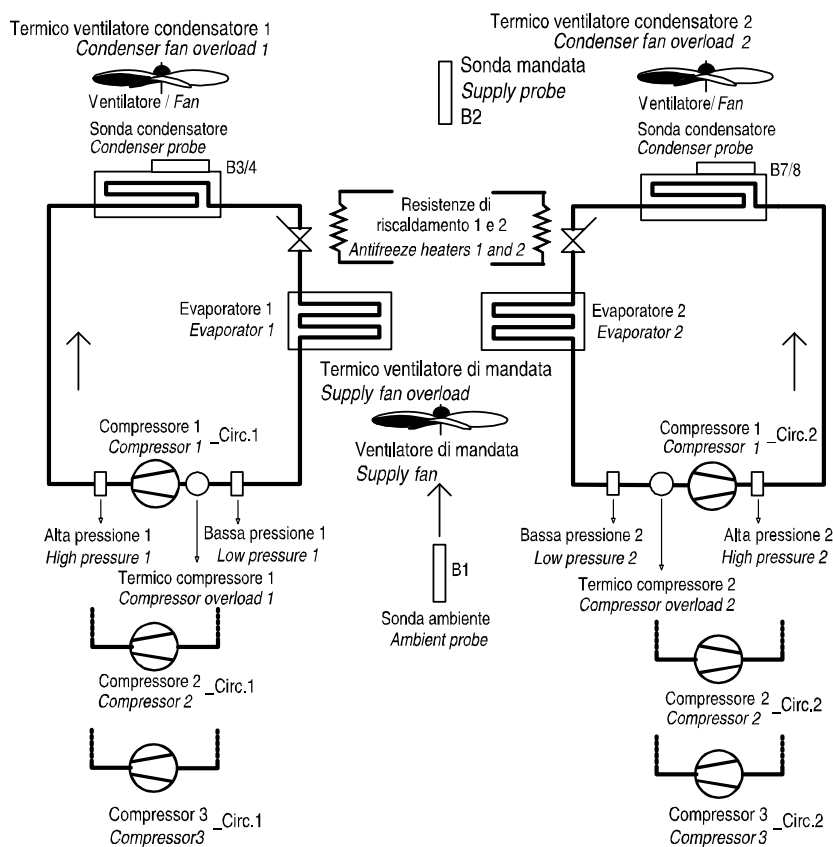 Termico ventilatore condensatore 1
Condenser fan overload 1
Ventilatore / Fan
Sonda condensatore
Condenser probe
B3/4
Sonda mandata
Supply probe
B2
Termico ventilatore condensatore 2
Condenser fan overload 2
Ventilatore/ Fan
Sonda condensatore
Condenser probe
B7/8
Resistenze di
riscaldamento 1 e 2
Antifreeze heaters 1 and 2
Evaporatore 1
Evaporator 1
Evaporatore 2
Evaporator 2
Termico ventilatore di mandata
Supply fan overload
Ventilatore di mandata
Supply fan
Compressore 1 _Circ.1
Compressor 1
Compressore 1 _Circ.2
Compressor 1
Alta pressione 1
High pressure 1
Bassa pressione 1
Low pressure 1
Termico compressore 1
Compressor overload 1
B1
Sonda ambiente
Ambient probe
Bassa pressione 2
Low pressure 2
Alta pressione 2
High pressure 2
Termico compressore 2
Compressor overload 2
Compressore 2 _Circ.1
Compressor 2
Compressore 2 _Circ.2
Compressor 2
Compressor 3 _Circ.1
Compressor3
Compressor 3 _Circ.2
Compressor 3